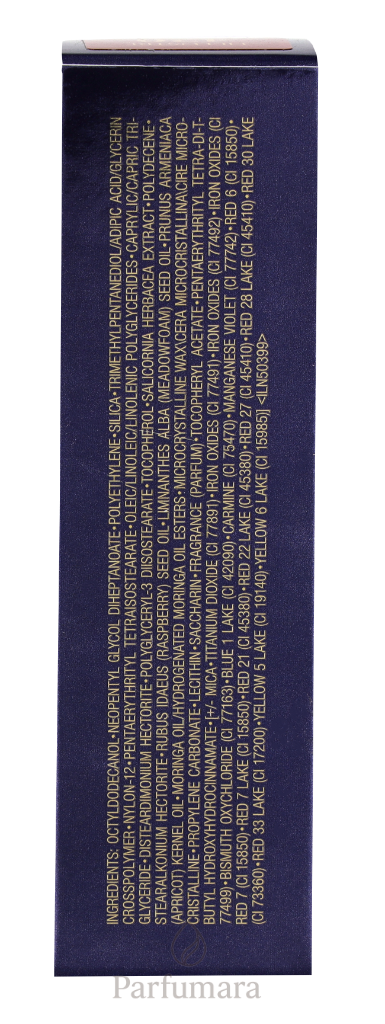 INGREDIENTS: OCTYLDODECANOL•NEOPENTYL GLYCOL DIHEPTANOATE•POLYETHYLENE•SILICA•TRIMETHYLPENTANEDIOL/ADIPIC ACID/GLYCERIN
CROSSPOLYMER•NYLON-12•PENTAERYTHRITYL TETRAISOSTEARATE•OLEIC/LINOLEIC/LINOLENIC POLYGLYCERIDES•CAPRYLIC/CAPRIC TRI-
GLYCERIDE•DISTEARDIMONIUM HECTORITE•POLYGLYCERYL-3 DIISOSTEARATE•TOCOPHEROL•SALICORNIA HERBACEA EXTRACT•POLYDECENE•
STEARALKONIUM HECTORITE•RUBUS IDAEUS (RASPBERRY) SEED OIL•LIMNANTHES ALBA (MEADOWFOAM) SEED OIL•PRUNUS ARMENIACA
(APRICOT) KERNEL OIL•MORINGA OIL/HYDROGENATED MORINGA OIL ESTERS•MICROCRYSTALLINE WAX\CERA MICROCRISTALLINA\CIRE MICRO-
CRISTALLINE•PROPYLENE CARBONATE•LECITHIN•SACCHARIN•FRAGRANCE (PARFUM)•TOCOPHERYL ACETATE•PENTAERYTHRITYL TETRA-DI-T-
BUTYL HYDROXYHYDROCINNAMATE•[+/- MICA•TITANIUM DIOXIDE (CI 77891)•IRON OXIDES (CI 77491)•IRON OXIDES (CI 77492)•IRON OXIDES (CI
77499)•BISMUTH OXYCHLORIDE (CI 77163)•BLUE 1 LAKE (CI 42090)•CARMINE (CI 75470)•MANGANESE VIOLET (CI 77742)•RED 6 (CI 15850)•
RED 7 (CI 15850)•RED 7 LAKE (CI 15850)•RED 21 (CI 45380)•RED 22 LAKE (CI 45380)•RED 27 (CI 45410)•RED 28 LAKE (CI 45410)•RED 30 LAKE
(CI 73360)•RED 33 LAKE (CI 17200)•YELLOW 5 LAKE (CI 19140)•YELLOW 6 LAKE (CI 15985)] <LN50399>
Parfumara